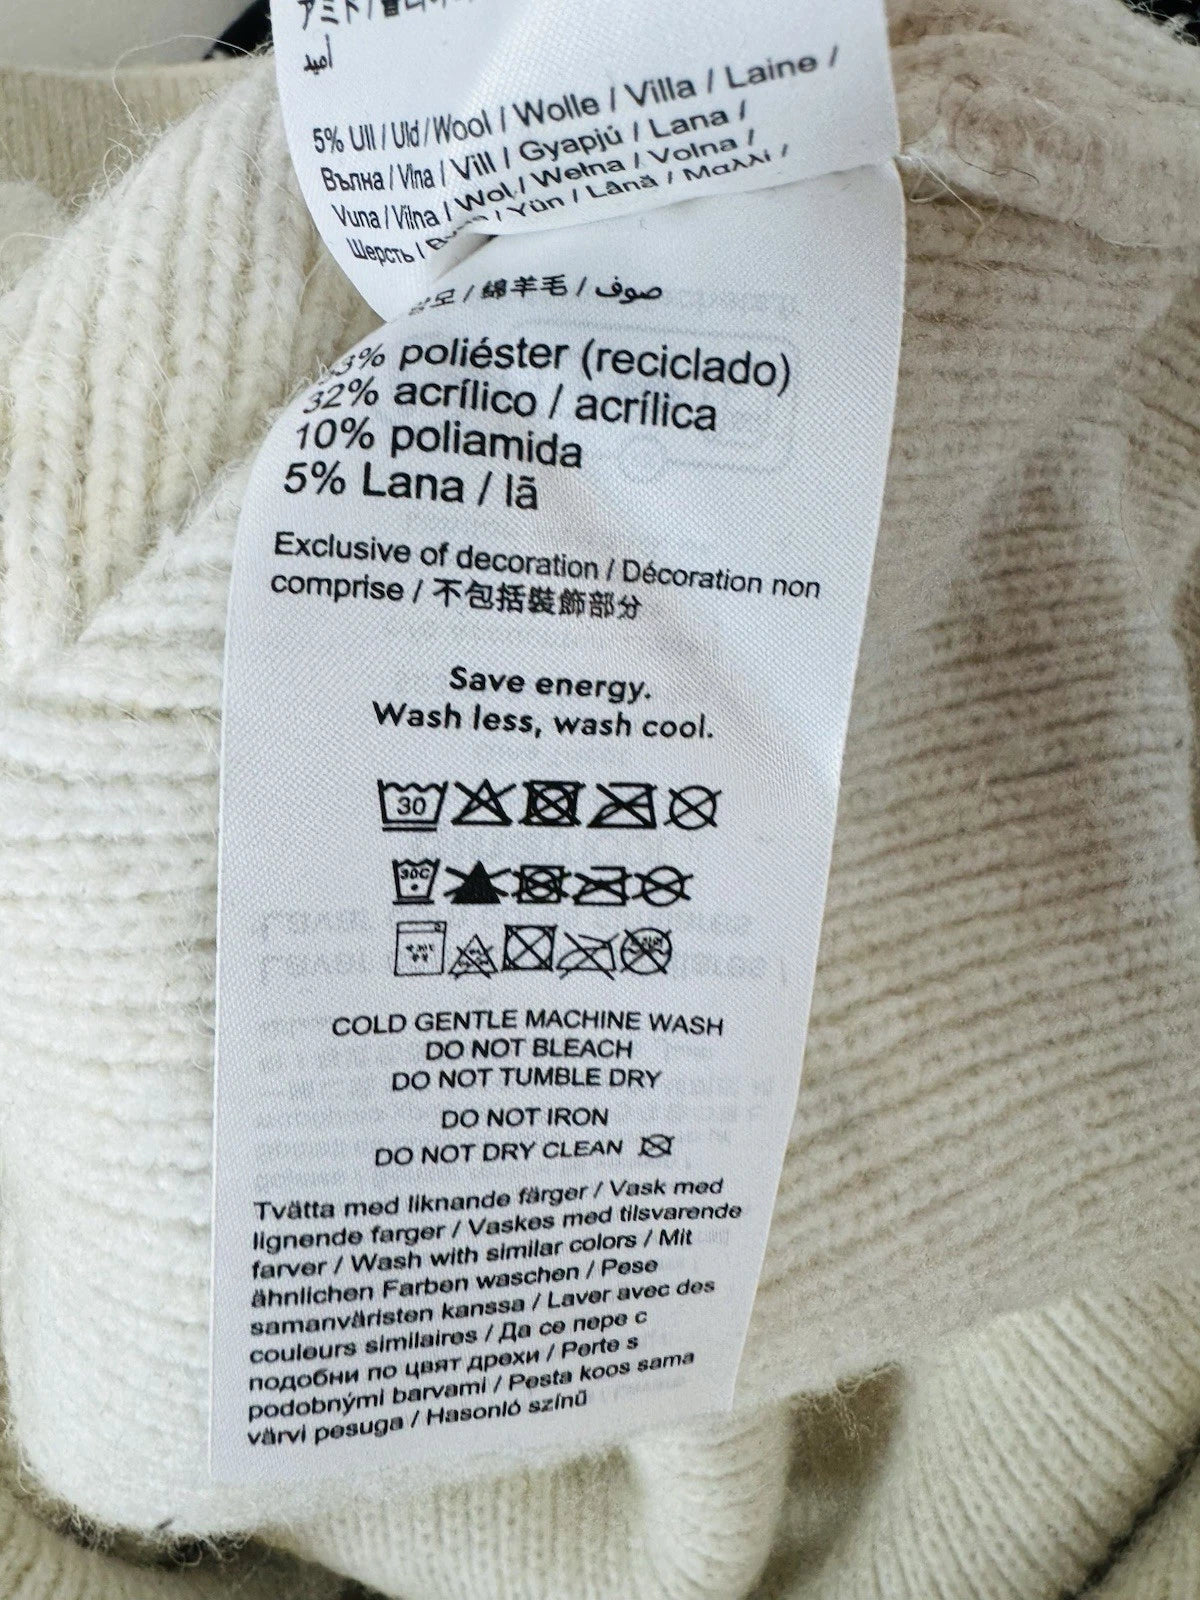 أميد
5% Ull / Uld / Wool / Wolle / Villa / Laine /
Вълна / Vlna / Vill / Gyapjú / Lana /
Vuna / Vilna / Wol / Wełna / Volna /
Шерсть / Yün / Lână / Μαλλί /
/ 綿羊毛 / صوف
3% poliéster (reciclado)
32% acrílico / acrílica
10% poliamida
5% Lana / lã
Exclusive of decoration / Décoration non
comprise / 不包括裝飾部分
Save energy.
Wash less, wash cool.
30
30C
COLD GENTLE MACHINE WASH
DO NOT BLEACH
DO NOT TUMBLE DRY
DO NOT IRON
DO NOT DRY CLEAN
Tvätta med liknande färger / Vask med
lignende farger / Vaskes med tilsvarende
farver / Wash with similar colors / Mit
ähnlichen Farben waschen / Pese
samanväristen kanssa / Laver avec des
couleurs similaires / Да се пере с
подобни по цвят дрехи / Perte s
podobnými barvami / Pesta koos sama
värvi pesuga / Hasonló színű